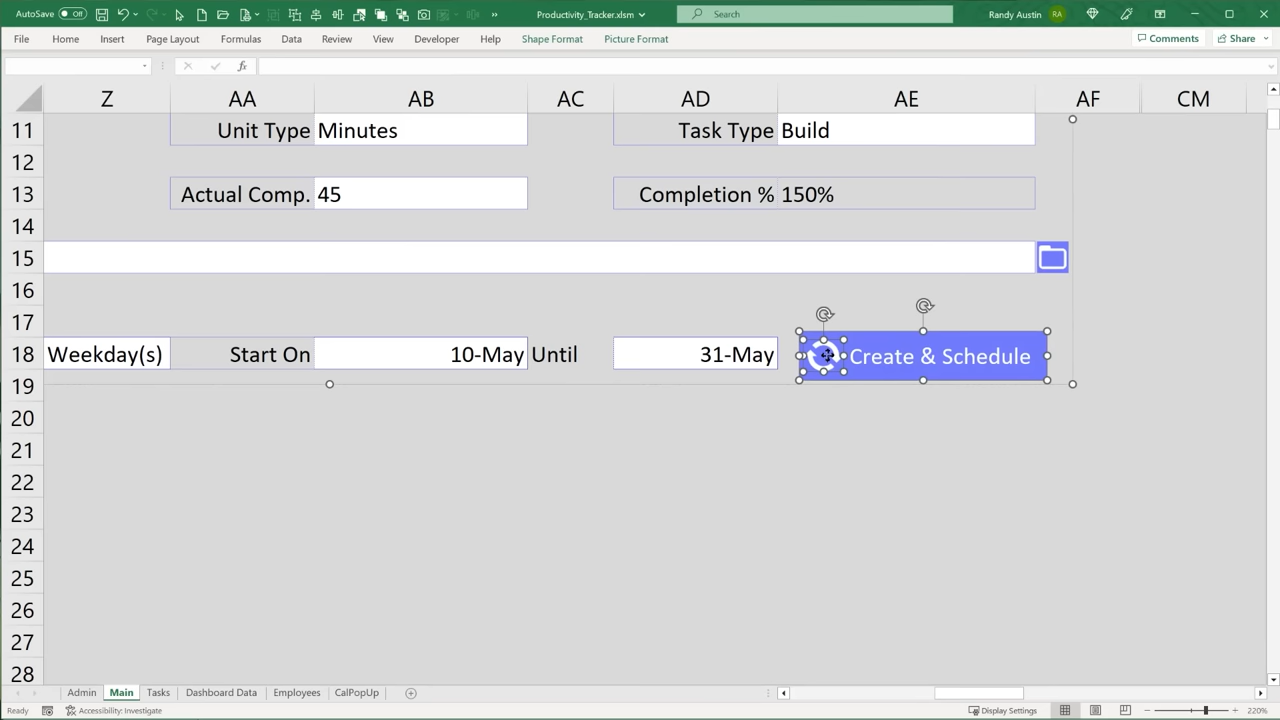 AutoSave Off Productivity_Tracker.xlsm Search Randy Austin RA
File Home Insert Draw Page Layout Formulas Data Review View Developer Help Shape Format Picture Format Comments Share
fx
Z AA AB AC AD AE AF CM
11 Unit Type Minutes Task Type Build
12
13 Actual Comp. 45 Completion % 150%
14
15
16
17
18 Weekday(s) Start On 10-May Until 31-May Create & Schedule
19
20
21
22
23
24
25
26
27
28
Admin Main Tasks Dashboard Data Employees CalPopUp
Ready Accessibility: Investigate Display Settings 220%